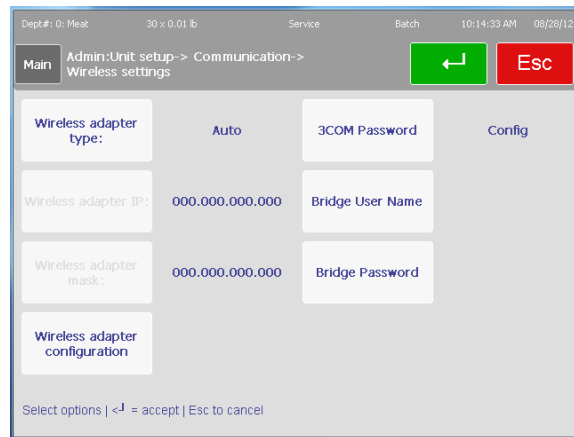 Dept#: 0: Meat 30 x 0.01 lb Service Batch 10:14:33 AM 08/28/12
Main
Admin:Unit setup-> Communication->
Wireless settings
Esc
Wireless adapter
type:
Auto
3COM Password
Config
Wireless adapter IP:
000.000.000.000
Bridge User Name
Wireless adapter
mask:
000.000.000.000
Bridge Password
Wireless adapter
configuration
Select options | <┘ = accept | Esc to cancel